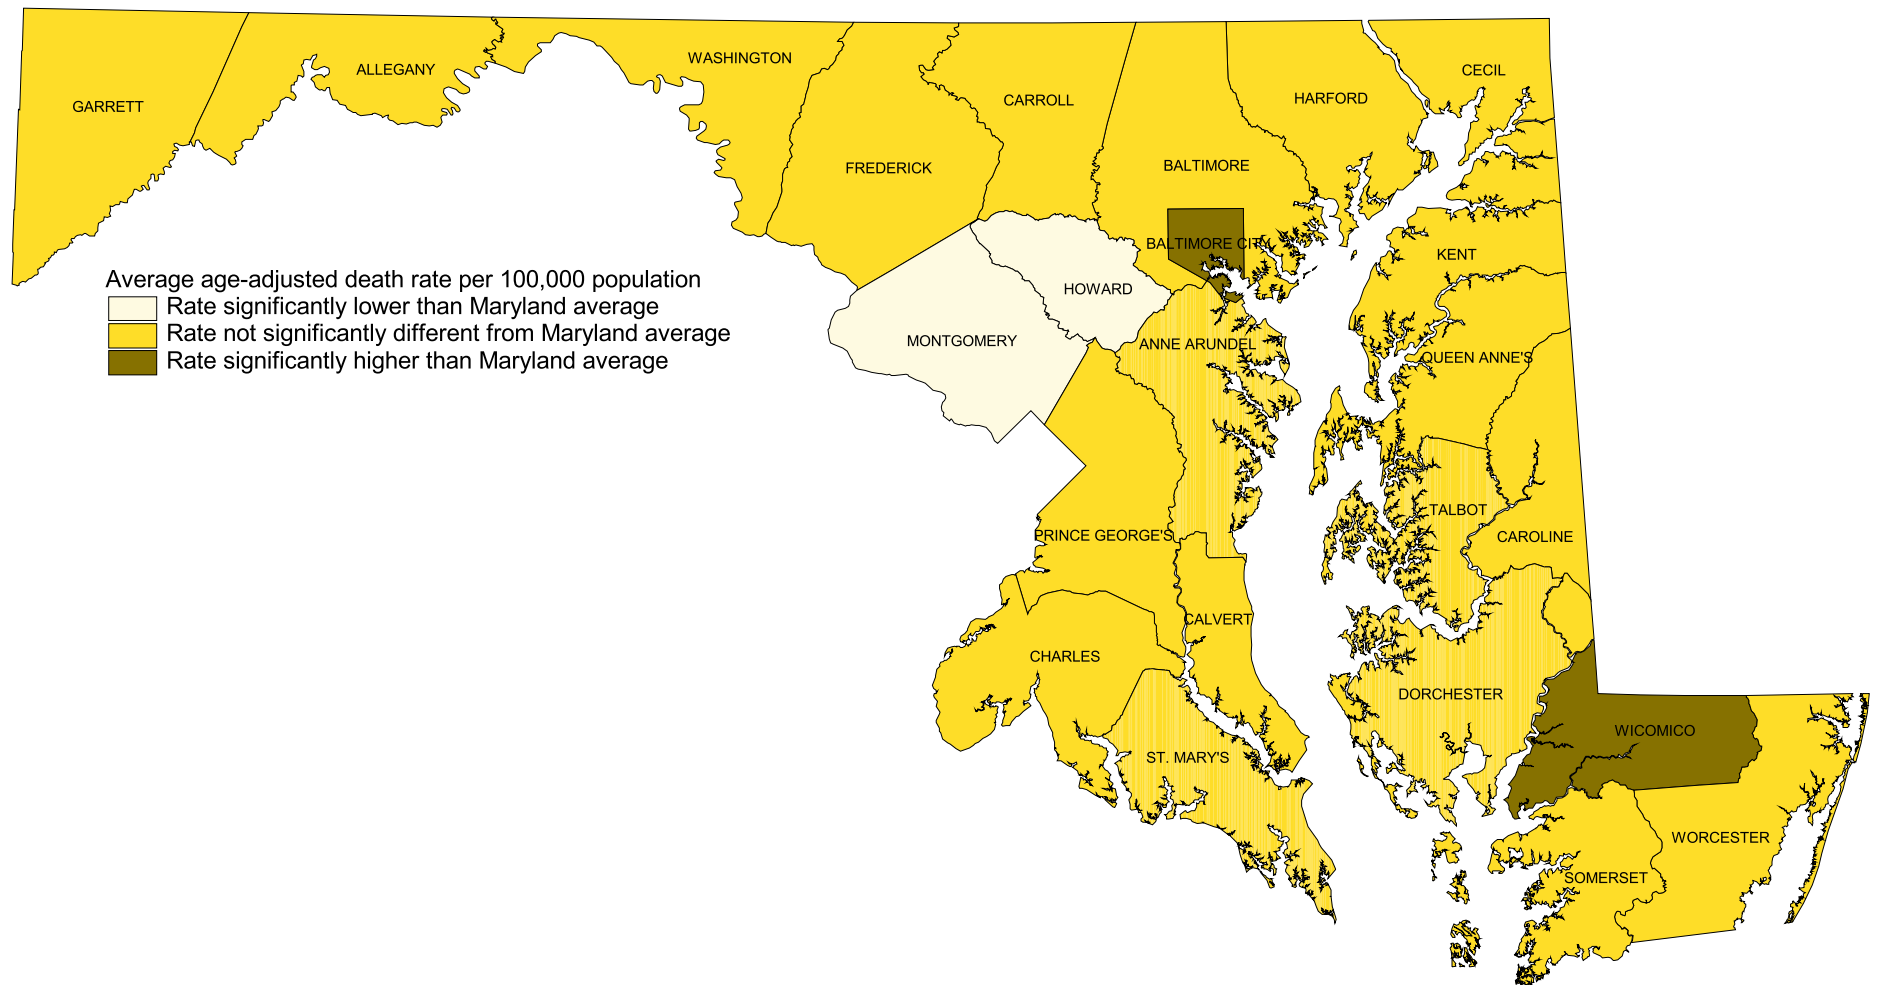 WASHINGTON
ALLEGANY
CECIL
GARRETT
CARROLL
HARFORD
FREDERICK
BALTIMORE
BALTIMORE CITY
KENT
Average age-adjusted death rate per 100,000 population
Rate significantly lower than Maryland average
Rate not significantly different from Maryland average
Rate significantly higher than Maryland average
HOWARD
MONTGOMERY
ANNE ARUNDEL
QUEEN ANNE'S
TALBOT
PRINCE GEORGE'S
CAROLINE
CALVERT
CHARLES
DORCHESTER
WICOMICO
ST. MARY'S
WORCESTER
SOMERSET